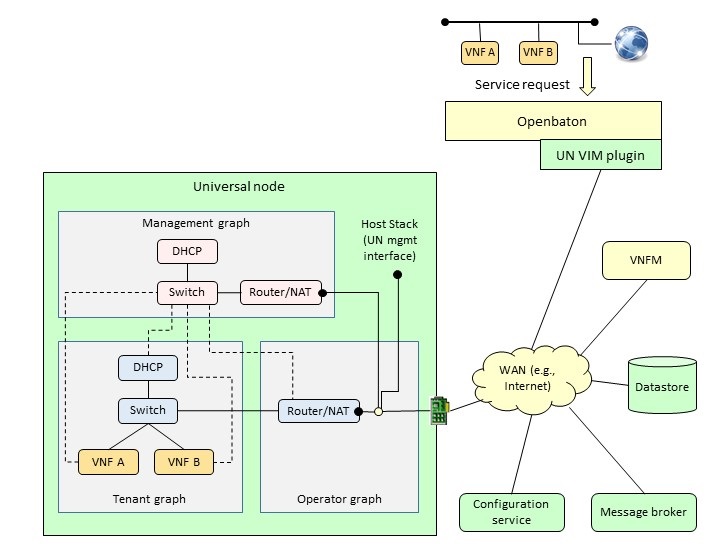 VNF A
VNF B
Service request
Openbaton
UN VIM plugin
Universal node
Management graph
DHCP
Switch
Router/NAT
Host Stack
(UN mgmt
interface)
VNFM
DHCP
Switch
VNF A
VNF B
Tenant graph
Router/NAT
Operator graph
WAN (e.g.,
Internet)
Datastore
Configuration
service
Message broker